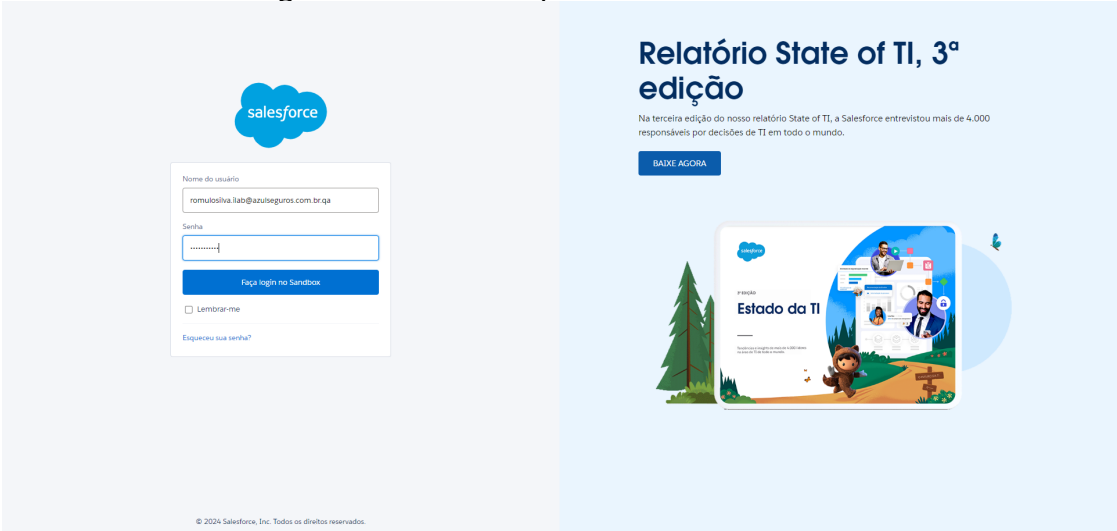 salesforce
Nome do usuário
romulosilva.liab@azulseguros.com.br.qa
Senha
Faça login no Sandbox
Lembrar-me
Esqueceu sua senha?
© 2024 Salesforce, Inc. Todos os direitos reservados.
Relatório State of TI, 3ª
edição
Na terceira edição do nosso relatório State of TI, a Salesforce entrevistou mais de 4.000
responsáveis por decisões de TI em todo o mundo.
BAIXE AGORA
salesforce
3ª EDIÇÃO
Estado da TI